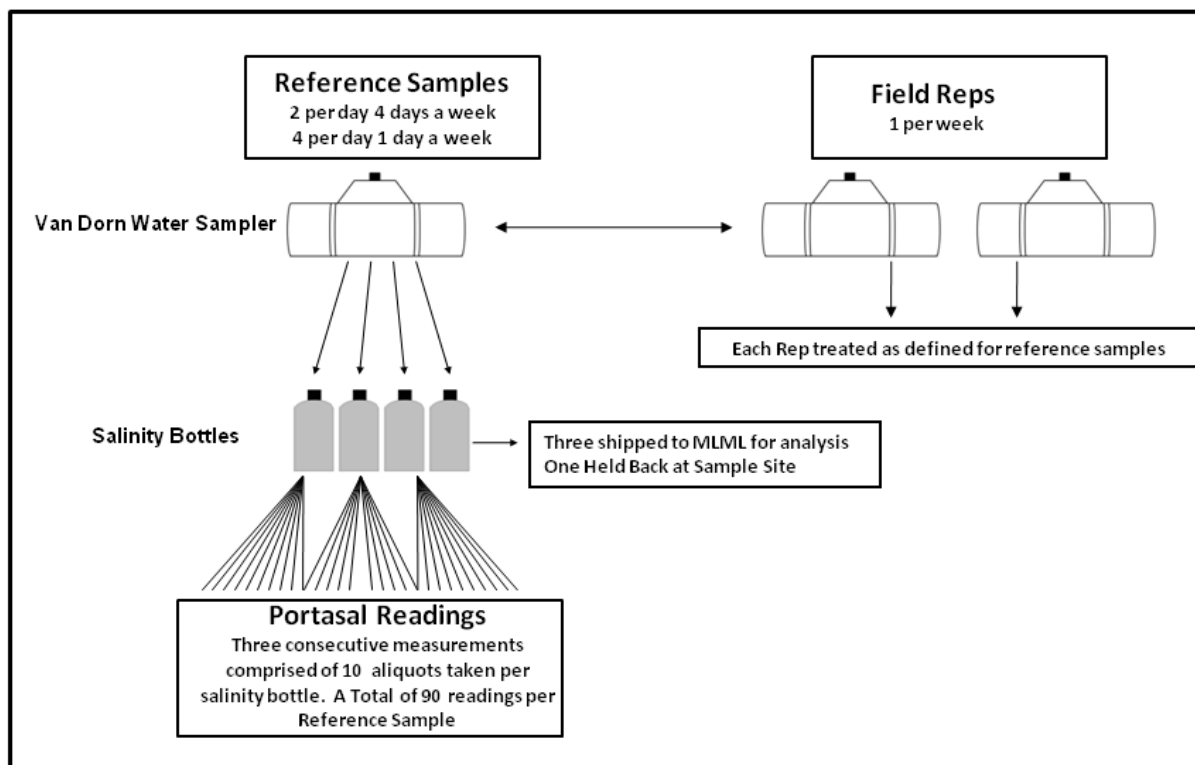 Reference Samples
2 per day 4 days a week
4 per day 1 day a week
Field Reps
1 per week
Van Dorn Water Sampler
Each Rep treated as defined for reference samples
Salinity Bottles
Three shipped to MLML for analysis
One Held Back at Sample Site
Portasal Readings
Three consecutive measurements
comprised of 10 aliquots taken per
salinity bottle. A Total of 90 readings per
Reference Sample